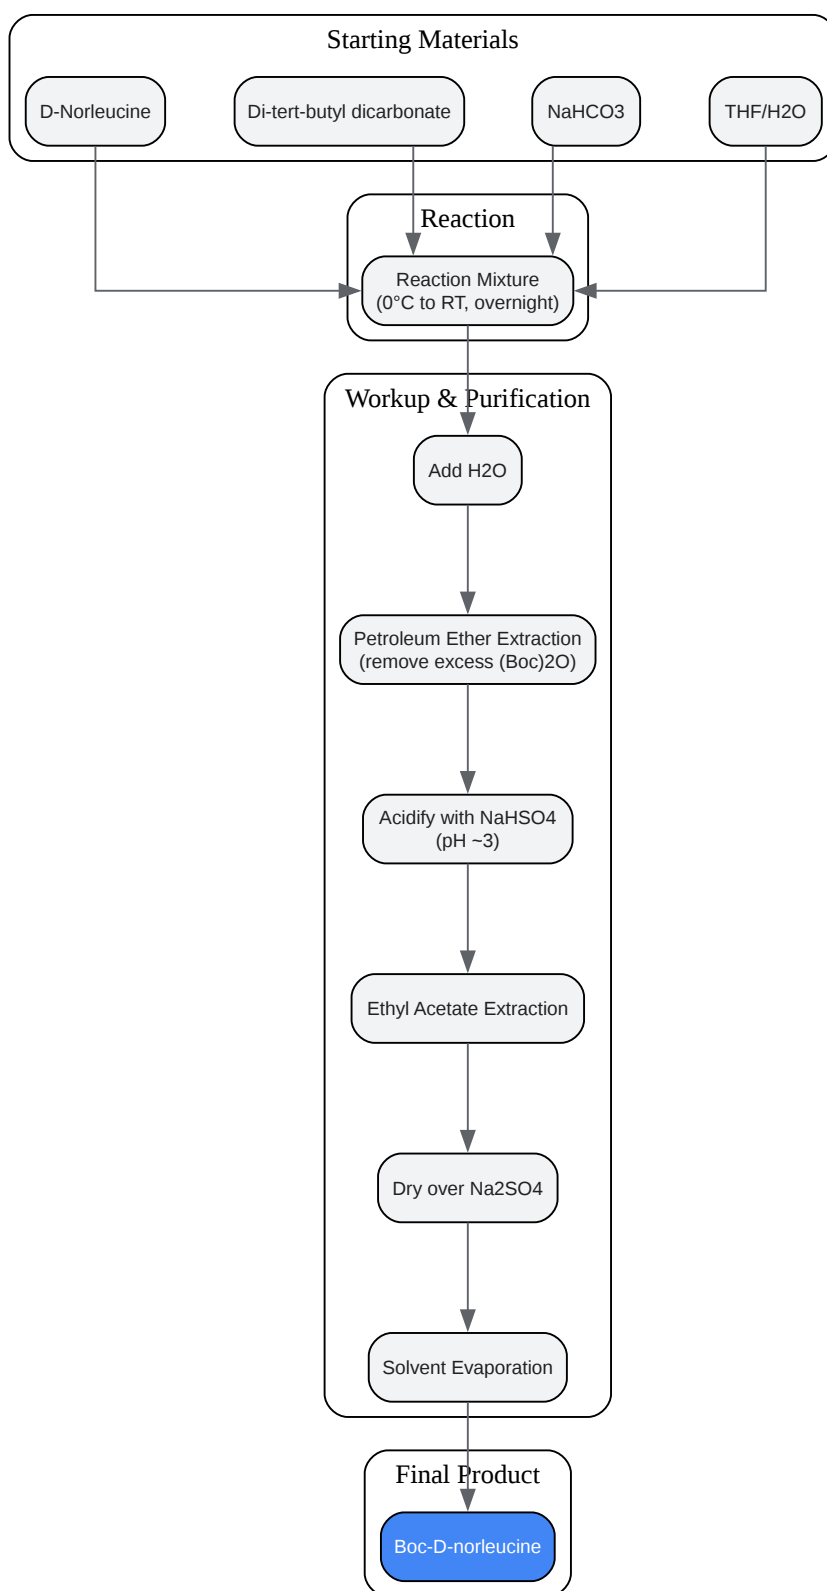 Starting Materials
D-Norleucine
Di-tert-butyl dicarbonate
NaHCO3
THF/H2O
Reaction
Reaction Mixture
(0°C to RT, overnight)
Workup & Purification
Add H2O
Petroleum Ether Extraction
(remove excess (Boc)2O)
Acidify with NaHSO4
(pH ~3)
Ethyl Acetate Extraction
Dry over Na2SO4
Solvent Evaporation
Final Product
Boc-D-norleucine